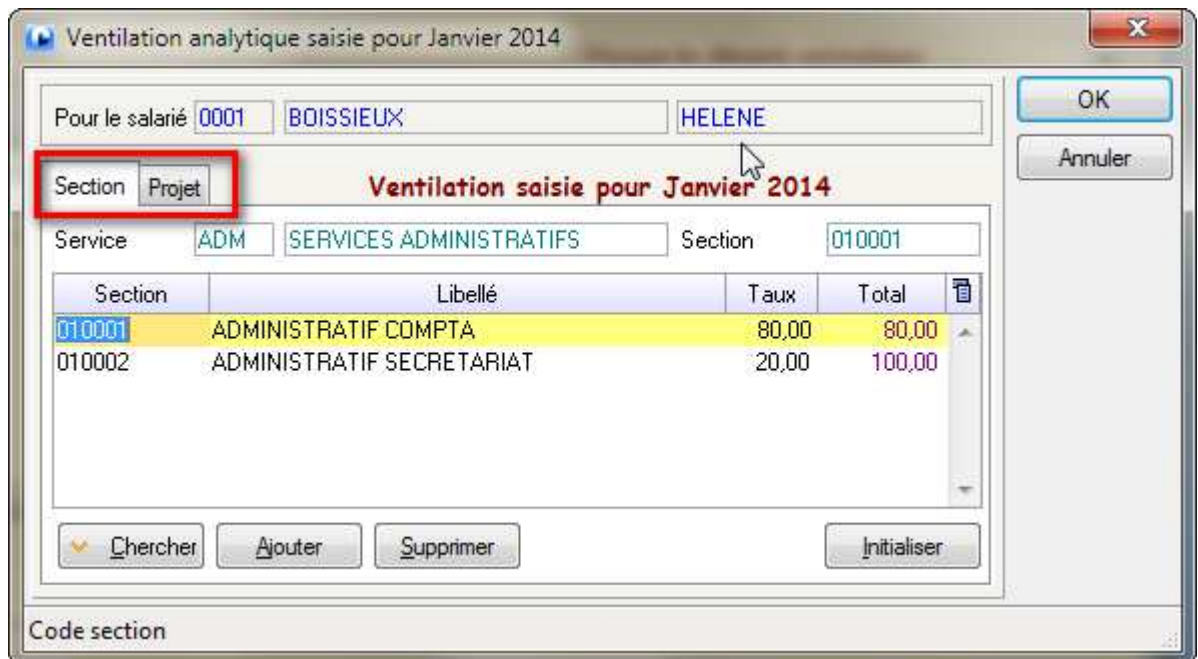 Ventilation analytique saisie pour Janvier 2014
Pour le salarié 0001 BOISSIEUX HELENE
OK
Annuler
Section Projet Ventilation saisie pour Janvier 2014
Service ADM SERVICES ADMINISTRATIFS Section 010001
Section Libellé Taux Total
010001 ADMINISTRATIF COMPTA 80,00 80,00
010002 ADMINISTRATIF SECRETARIAT 20,00 100,00
Chercher Ajouter Supprimer Initialiser
Code section